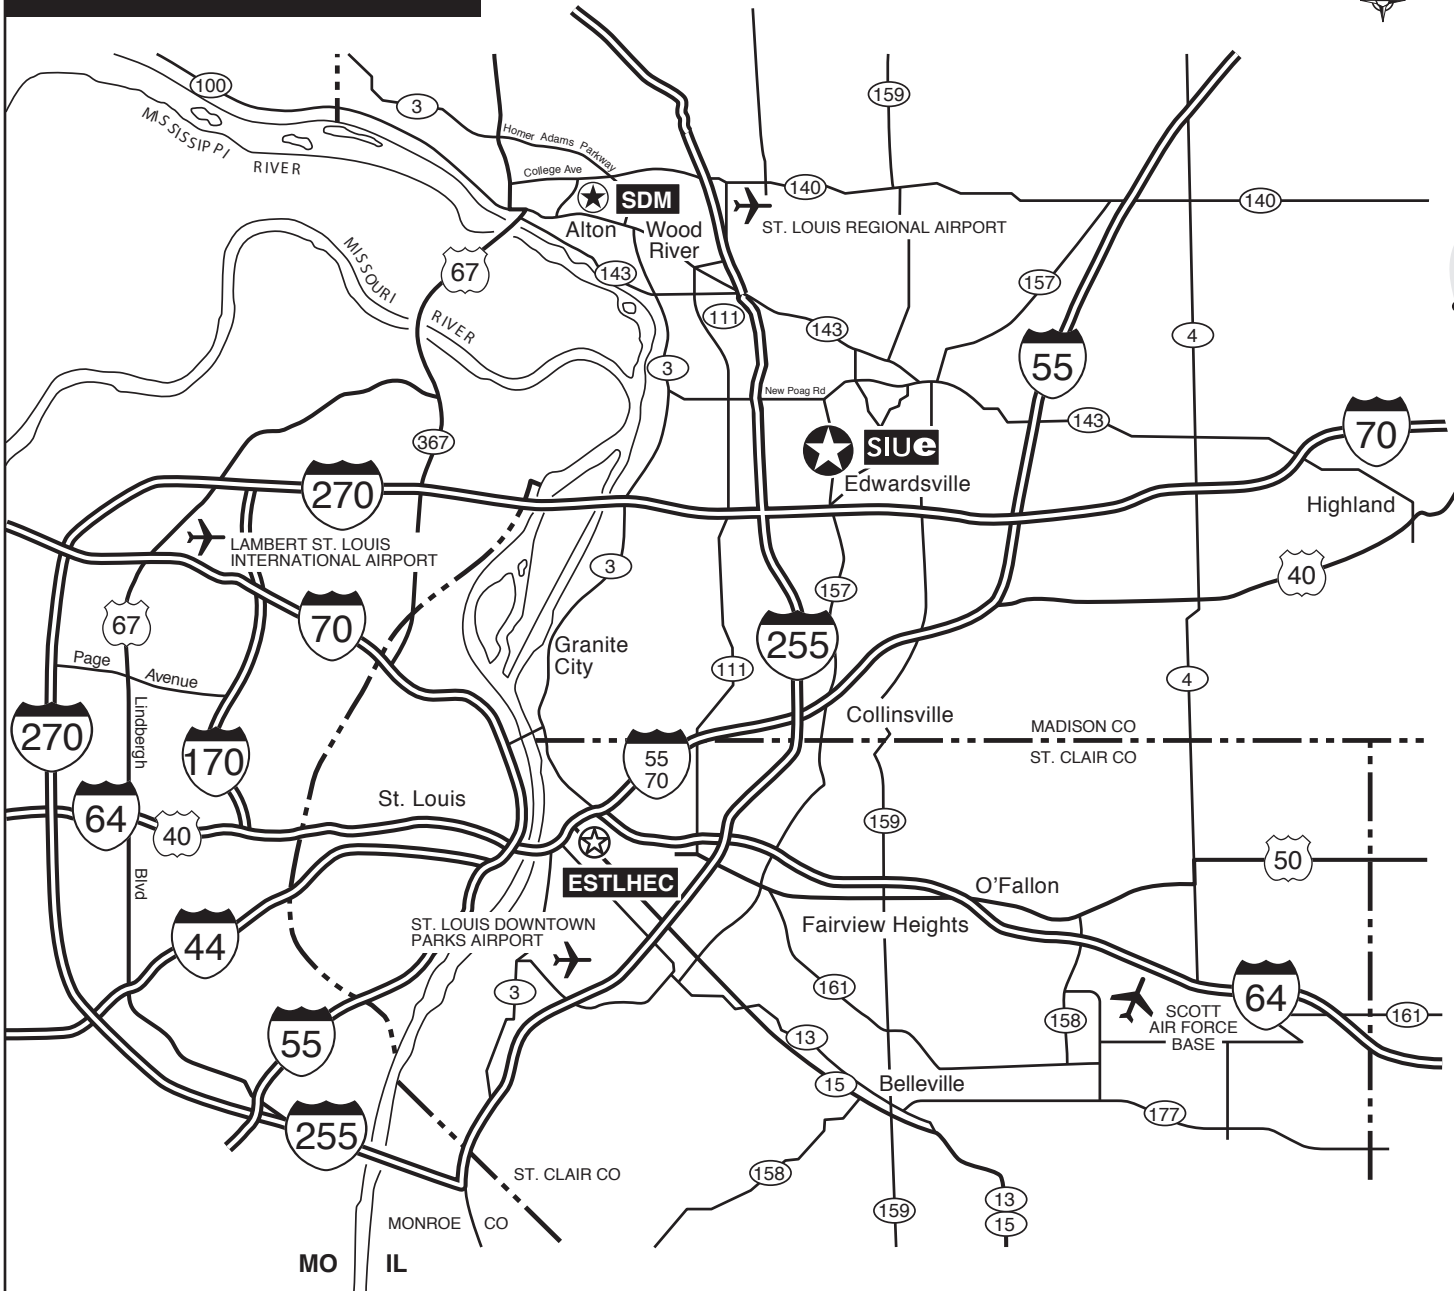 100
3
159
MISSISSIPPI
RIVER
Homer Adams Parkway
College Ave
SDM
140
140
Alton
Wood
River
ST. LOUIS REGIONAL AIRPORT
MISSOURI
RIVER
67
143
157
111
143
4
55
3
New Poag Rd
143
70
367
SIUe
Edwardsville
270
Highland
LAMBERT ST. LOUIS
INTERNATIONAL AIRPORT
3
40
157
67
70
Granite
City
255
Page Avenue
111
4
Lindbergh
270
170
Collinsville
MADISON CO
ST. CLAIR CO
55
70
64
40
St. Louis
159
50
Blvd
ESTLHEC
O'Fallon
ST. LOUIS DOWNTOWN
PARKS AIRPORT
Fairview Heights
44
3
161
64
158
SCOTT
AIR FORCE
BASE
161
55
13
15
Belleville
177
255
ST. CLAIR CO
158
159
13
15
MONROE CO
MO IL